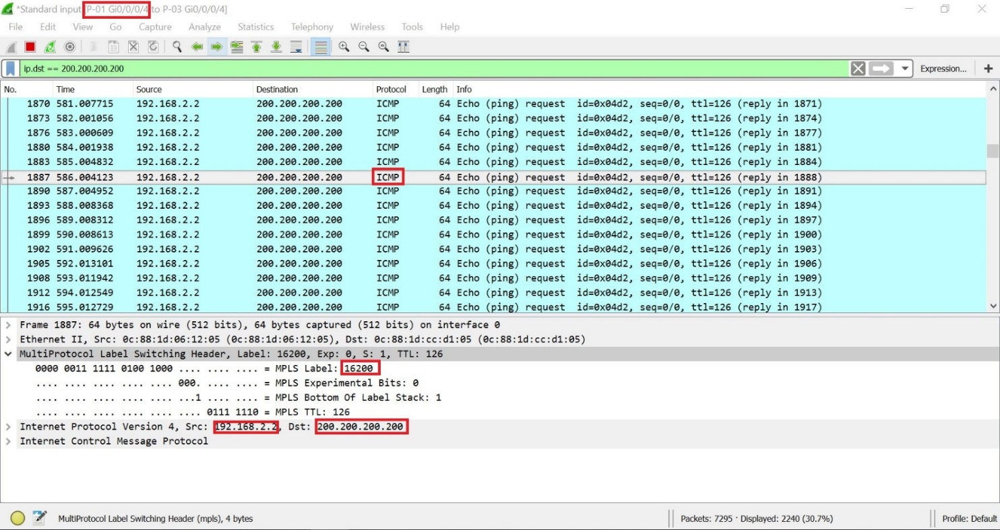 *Standard input [P-01 Gi0/0/0/4 to P-03 Gi0/0/0/4]
File Edit View Go Capture Analyze Statistics Telephony Wireless Tools Help
ip.dst == 200.200.200.200 Expression... +
No. Time Source Destination Protocol Length Info
1870 581.007715 192.168.2.2 200.200.200.200 ICMP 64 Echo (ping) request id=0x04d2, seq=0/0, ttl=126 (reply in 1871)
1873 582.001056 192.168.2.2 200.200.200.200 ICMP 64 Echo (ping) request id=0x04d2, seq=0/0, ttl=126 (reply in 1874)
1876 583.000609 192.168.2.2 200.200.200.200 ICMP 64 Echo (ping) request id=0x04d2, seq=0/0, ttl=126 (reply in 1877)
1880 584.001938 192.168.2.2 200.200.200.200 ICMP 64 Echo (ping) request id=0x04d2, seq=0/0, ttl=126 (reply in 1881)
1883 585.004832 192.168.2.2 200.200.200.200 ICMP 64 Echo (ping) request id=0x04d2, seq=0/0, ttl=126 (reply in 1884)
1887 586.004123 192.168.2.2 200.200.200.200 ICMP 64 Echo (ping) request id=0x04d2, seq=0/0, ttl=126 (reply in 1888)
1890 587.004952 192.168.2.2 200.200.200.200 ICMP 64 Echo (ping) request id=0x04d2, seq=0/0, ttl=126 (reply in 1891)
1893 588.008368 192.168.2.2 200.200.200.200 ICMP 64 Echo (ping) request id=0x04d2, seq=0/0, ttl=126 (reply in 1894)
1896 589.008312 192.168.2.2 200.200.200.200 ICMP 64 Echo (ping) request id=0x04d2, seq=0/0, ttl=126 (reply in 1897)
1899 590.008613 192.168.2.2 200.200.200.200 ICMP 64 Echo (ping) request id=0x04d2, seq=0/0, ttl=126 (reply in 1900)
1902 591.009626 192.168.2.2 200.200.200.200 ICMP 64 Echo (ping) request id=0x04d2, seq=0/0, ttl=126 (reply in 1903)
1905 592.013101 192.168.2.2 200.200.200.200 ICMP 64 Echo (ping) request id=0x04d2, seq=0/0, ttl=126 (reply in 1906)
1908 593.011942 192.168.2.2 200.200.200.200 ICMP 64 Echo (ping) request id=0x04d2, seq=0/0, ttl=126 (reply in 1909)
1912 594.012549 192.168.2.2 200.200.200.200 ICMP 64 Echo (ping) request id=0x04d2, seq=0/0, ttl=126 (reply in 1913)
1916 595.012729 192.168.2.2 200.200.200.200 ICMP 64 Echo (ping) request id=0x04d2, seq=0/0, ttl=126 (reply in 1917)
Frame 1887: 64 bytes on wire (512 bits), 64 bytes captured (512 bits) on interface 0
Ethernet II, Src: 0c:88:1d:06:12:05 (0c:88:1d:06:12:05), Dst: 0c:88:1d:cc:d1:05 (0c:88:1d:cc:d1:05)
MultiProtocol Label Switching Header, Label: 16200, Exp: 0, S: 1, TTL: 126
0000 0011 1111 0100 1000 .... .... .... = MPLS Label: 16200
.... .... .... .... .... 000. .... .... = MPLS Experimental Bits: 0
.... .... .... .... .... ...1 .... .... = MPLS Bottom Of Label Stack: 1
.... .... .... .... .... .... 0111 1110 = MPLS TTL: 126
Internet Protocol Version 4, Src: 192.168.2.2, Dst: 200.200.200.200
Internet Control Message Protocol
MultiProtocol Label Switching Header (mpls), 4 bytes Packets: 7295 · Displayed: 2240 (30.7%) Profile: Default